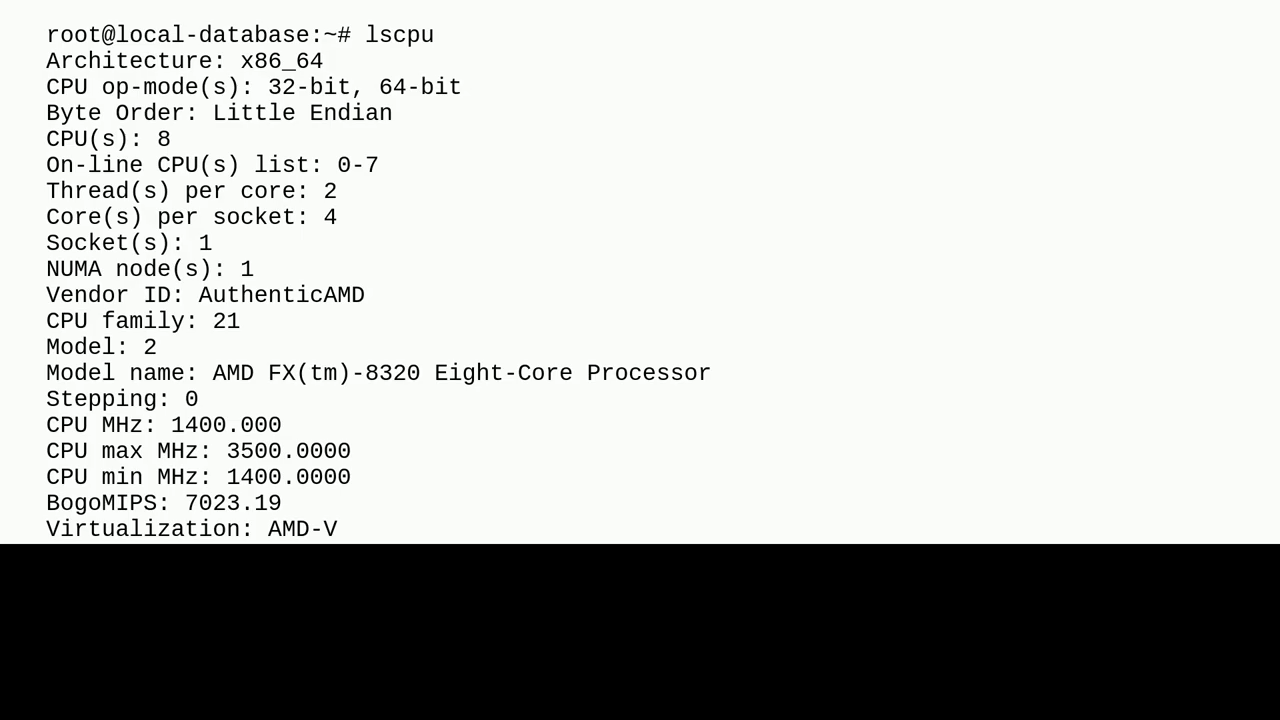 root@local-database:~# lscpu
Architecture: x86_64
CPU op-mode(s): 32-bit, 64-bit
Byte Order: Little Endian
CPU(s): 8
On-line CPU(s) list: 0-7
Thread(s) per core: 2
Core(s) per socket: 4
Socket(s): 1
NUMA node(s): 1
Vendor ID: AuthenticAMD
CPU family: 21
Model: 2
Model name: AMD FX(tm)-8320 Eight-Core Processor
Stepping: 0
CPU MHz: 1400.000
CPU max MHz: 3500.0000
CPU min MHz: 1400.0000
BogoMIPS: 7023.19
Virtualization: AMD-V